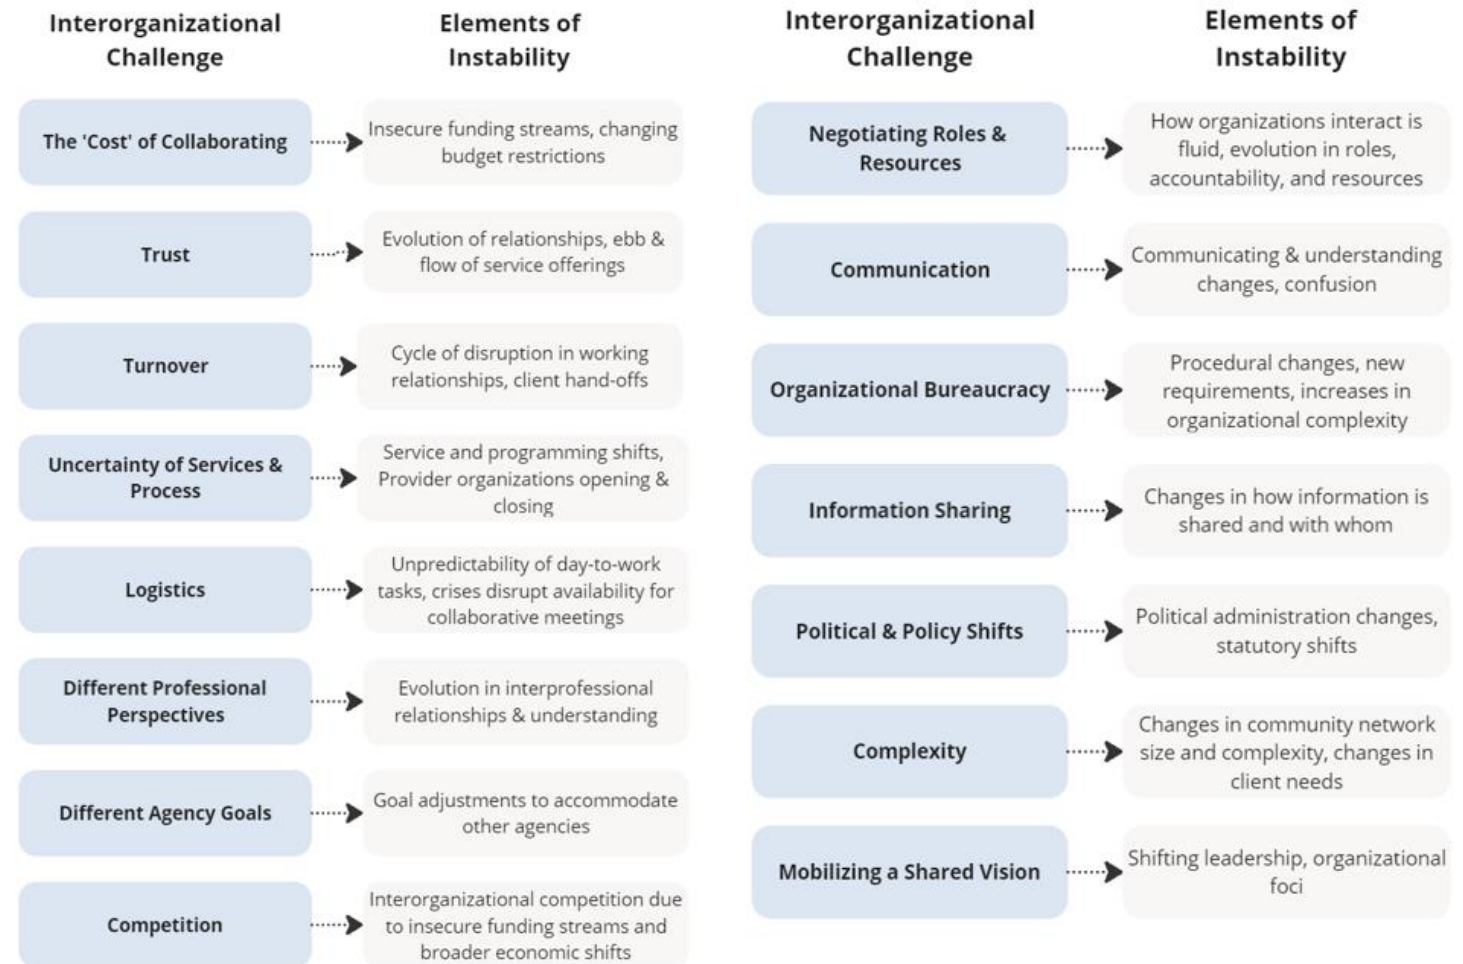 Interorganizational
Challenge
Elements of
Instability
The 'Cost' of Collaborating
Insecure funding streams, changing
budget restrictions
Trust
Evolution of relationships, ebb &
flow of service offerings
Turnover
Cycle of disruption in working
relationships, client hand-offs
Uncertainty of Services &
Process
Service and programming shifts,
Provider organizations opening &
closing
Logistics
Unpredictability of day-to-work
tasks, crises disrupt availability for
collaborative meetings
Different Professional
Perspectives
Evolution in interprofessional
relationships & understanding
Different Agency Goals
Goal adjustments to accommodate
other agencies
Competition
Interorganizational competition due
to insecure funding streams and
broader economic shifts
Interorganizational
Challenge
Elements of
Instability
Negotiating Roles &
Resources
How organizations interact is
fluid, evolution in roles,
accountability, and resources
Communication
Communicating & understanding
changes, confusion
Organizational Bureaucracy
Procedural changes, new
requirements, increases in
organizational complexity
Information Sharing
Changes in how information is
shared and with whom
Political & Policy Shifts
Political administration changes,
statutory shifts
Complexity
Changes in community network
size and complexity, changes in
client needs
Mobilizing a Shared Vision
Shifting leadership, organizational
foci